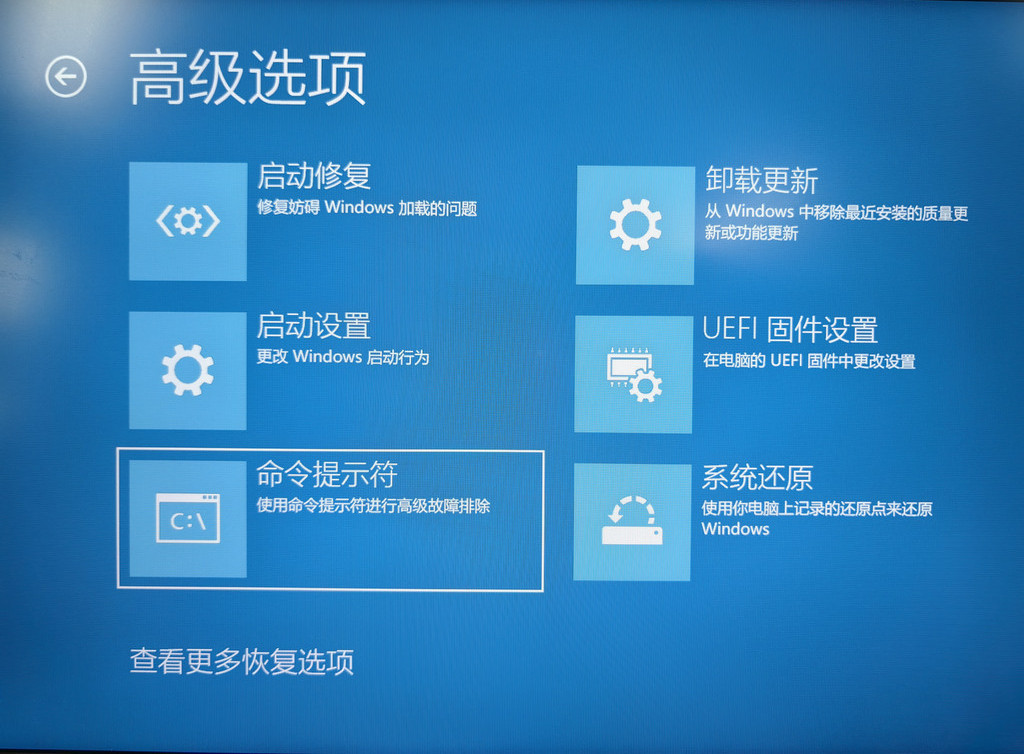 高级选项
启动修复
修复妨碍 Windows 加载的问题
卸载更新
从 Windows 中移除最近安装的质量更
新或功能更新
启动设置
更改 Windows 启动行为
UEFI 固件设置
在电脑的 UEFI 固件中更改设置
C:\
命令提示符
使用命令提示符进行高级故障排除
系统还原
使用你电脑上记录的还原点来还原
Windows
查看更多恢复选项